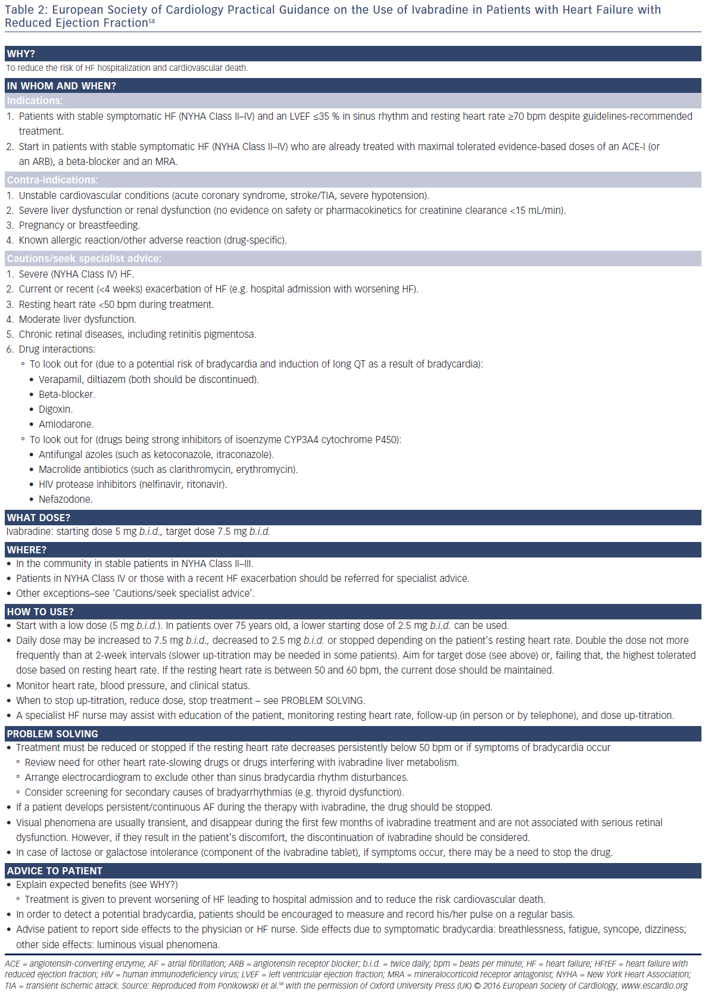 Table 2: European Society of Cardiology Practical Guidance on the Use of Ivabradine in Patients with Heart Failure with
Reduced Ejection Fraction⁵⁸
WHY?
To reduce the risk of HF hospitalization and cardiovascular death.
IN WHOM AND WHEN?
Indications:
1. Patients with stable symptomatic HF (NYHA Class II–IV) and an LVEF ≤35 % in sinus rhythm and resting heart rate ≥70 bpm despite guidelines-recommended
treatment.
2. Start in patients with stable symptomatic HF (NYHA Class II–IV) who are already treated with maximal tolerated evidence-based doses of an ACE-I (or
an ARB), a beta-blocker and an MRA.
Contra-indications:
1. Unstable cardiovascular conditions (acute coronary syndrome, stroke/TIA, severe hypotension).
2. Severe liver dysfunction or renal dysfunction (no evidence on safety or pharmacokinetics for creatinine clearance <15 mL/min).
3. Pregnancy or breastfeeding.
4. Known allergic reaction/other adverse reaction (drug-specific).
Cautions/seek specialist advice:
1. Severe (NYHA Class IV) HF.
2. Current or recent (<4 weeks) exacerbation of HF (e.g. hospital admission with worsening HF).
3. Resting heart rate <50 bpm during treatment.
4. Moderate liver dysfunction.
5. Chronic retinal diseases, including retinitis pigmentosa.
6. Drug interactions:
° To look out for (due to a potential risk of bradycardia and induction of long QT as a result of bradycardia):
• Verapamil, diltiazem (both should be discontinued).
• Beta-blocker.
• Digoxin.
• Amiodarone.
° To look out for (drugs being strong inhibitors of isoenzyme CYP3A4 cytochrome P450):
• Antifungal azoles (such as ketoconazole, itraconazole).
• Macrolide antibiotics (such as clarithromycin, erythromycin).
• HIV protease inhibitors (nelfinavir, ritonavir).
• Nefazodone.
WHAT DOSE?
Ivabradine: starting dose 5 mg b.i.d., target dose 7.5 mg b.i.d.
WHERE?
• In the community in stable patients in NYHA Class II–III.
• Patients in NYHA Class IV or those with a recent HF exacerbation should be referred for specialist advice.
• Other exceptions–see ‘Cautions/seek specialist advice’.
HOW TO USE?
• Start with a low dose (5 mg b.i.d.). In patients over 75 years old, a lower starting dose of 2.5 mg b.i.d. can be used.
• Daily dose may be increased to 7.5 mg b.i.d., decreased to 2.5 mg b.i.d. or stopped depending on the patient’s resting heart rate. Double the dose not more
frequently than at 2-week intervals (slower up-titration may be needed in some patients). Aim for target dose (see above) or, failing that, the highest tolerated
dose based on resting heart rate. If the resting heart rate is between 50 and 60 bpm, the current dose should be maintained.
• Monitor heart rate, blood pressure, and clinical status.
• When to stop up-titration, reduce dose, stop treatment – see PROBLEM SOLVING.
• A specialist HF nurse may assist with education of the patient, monitoring resting heart rate, follow-up (in person or by telephone), and dose up-titration.
PROBLEM SOLVING
• Treatment must be reduced or stopped if the resting heart rate decreases persistently below 50 bpm or if symptoms of bradycardia occur
° Review need for other heart rate-slowing drugs or drugs interfering with ivabradine liver metabolism.
° Arrange electrocardiogram to exclude other than sinus bradycardia rhythm disturbances.
° Consider screening for secondary causes of bradyarrhythmias (e.g. thyroid dysfunction).
• If a patient develops persistent/continuous AF during the therapy with ivabradine, the drug should be stopped.
• Visual phenomena are usually transient, and disappear during the first few months of ivabradine treatment and are not associated with serious retinal
dysfunction. However, if they result in the patient’s discomfort, the discontinuation of ivabradine should be considered.
• In case of lactose or galactose intolerance (component of the ivabradine tablet), if symptoms occur, there may be a need to stop the drug.
ADVICE TO PATIENT
• Explain expected benefits (see WHY?)
° Treatment is given to prevent worsening of HF leading to hospital admission and to reduce the risk cardiovascular death.
• In order to detect a potential bradycardia, patients should be encouraged to measure and record his/her pulse on a regular basis.
• Advise patient to report side effects to the physician or HF nurse. Side effects due to symptomatic bradycardia: breathlessness, fatigue, syncope, dizziness;
other side effects: luminous visual phenomena.
ACE = angiotensin-converting enzyme; AF = atrial fibrillation; ARB = angiotensin receptor blocker; b.i.d. = twice daily; bpm = beats per minute; HF = heart failure; HFrEF = heart failure with
reduced ejection fraction; HIV = human immunodeficiency virus; LVEF = left ventricular ejection fraction; MRA = mineralocorticoid receptor antagonist; NYHA = New York Heart Association;
TIA = transient ischemic attack. Source: Reproduced from Ponikowski et al.⁵⁸ with the permission of Oxford University Press (UK) © 2016 European Society of Cardiology, www.escardio.org